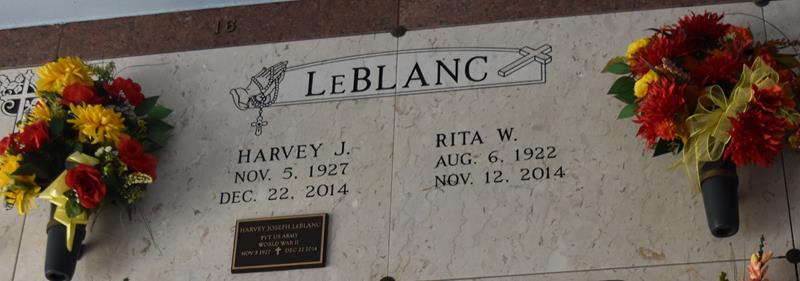 16
LeBLANC
HARVEY J.
NOV. 5, 1927
DEC. 22, 2014
RITA W.
AUG. 6, 1922
NOV. 12, 2014
HARVEY JOSEPH LEBLANC
PVT US ARMY
WORLD WAR II
NOV 5 1927 DEC 22 2014